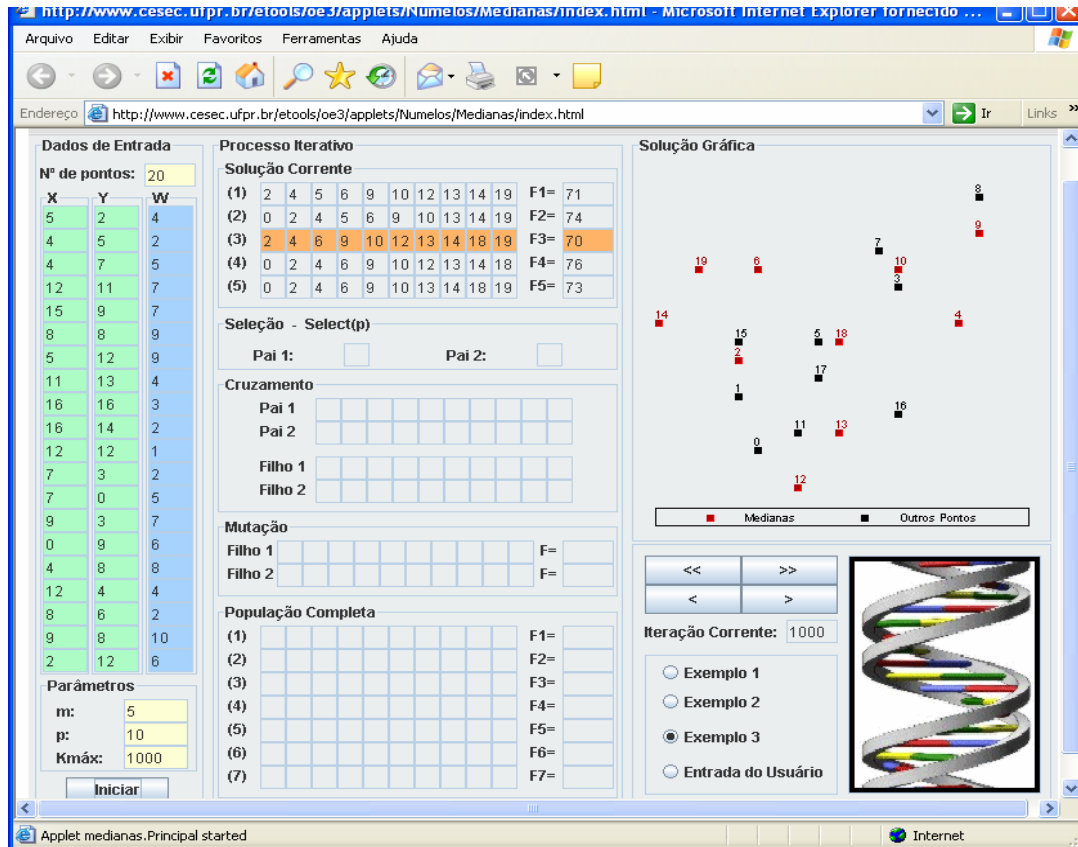 http://www.cesec.ufpr.br/etools/oe3/applets/Numelos/Medianas/index.html - Microsoft Internet Explorer fornecido ...
Arquivo Editar Exibir Favoritos Ferramentas Ajuda
Endereço http://www.cesec.ufpr.br/etools/oe3/applets/Numelos/Medianas/index.html Ir Links »
Dados de Entrada
Nº de pontos: 20
X Y W
5 2 4
4 5 2
4 7 5
12 11 7
15 9 7
8 8 9
5 12 9
11 13 4
16 16 3
16 14 2
12 12 1
7 3 2
7 0 5
9 3 7
0 9 6
4 8 8
12 4 4
8 6 2
9 8 10
2 12 6
Parâmetros
m: 5
p: 10
Kmáx: 1000
Iniciar
Processo Iterativo
Solução Corrente
(1) 2 4 5 6 9 10 12 13 14 19 F1= 71
(2) 0 2 4 5 6 9 10 13 14 19 F2= 74
(3) 2 4 6 9 10 12 13 14 18 19 F3= 70
(4) 0 2 4 6 9 10 12 13 14 18 F4= 76
(5) 0 2 4 6 9 10 13 14 18 19 F5= 73
Seleção - Select(p)
Pai 1: Pai 2:
Cruzamento
Pai 1
Pai 2
Filho 1
Filho 2
Mutação
Filho 1 F=
Filho 2 F=
População Completa
(1) F1=
(2) F2=
(3) F3=
(4) F4=
(5) F5=
(6) F6=
(7) F7=
Solução Gráfica
8
9
7
19 6 10
3
14 4
15 5 18
2
17
1
16
11 13
0
12
Medianas Outros Pontos
<< >>
< >
Iteração Corrente: 1000
Exemplo 1
Exemplo 2
Exemplo 3
Entrada do Usuário
Applet medianas.Principal started Internet